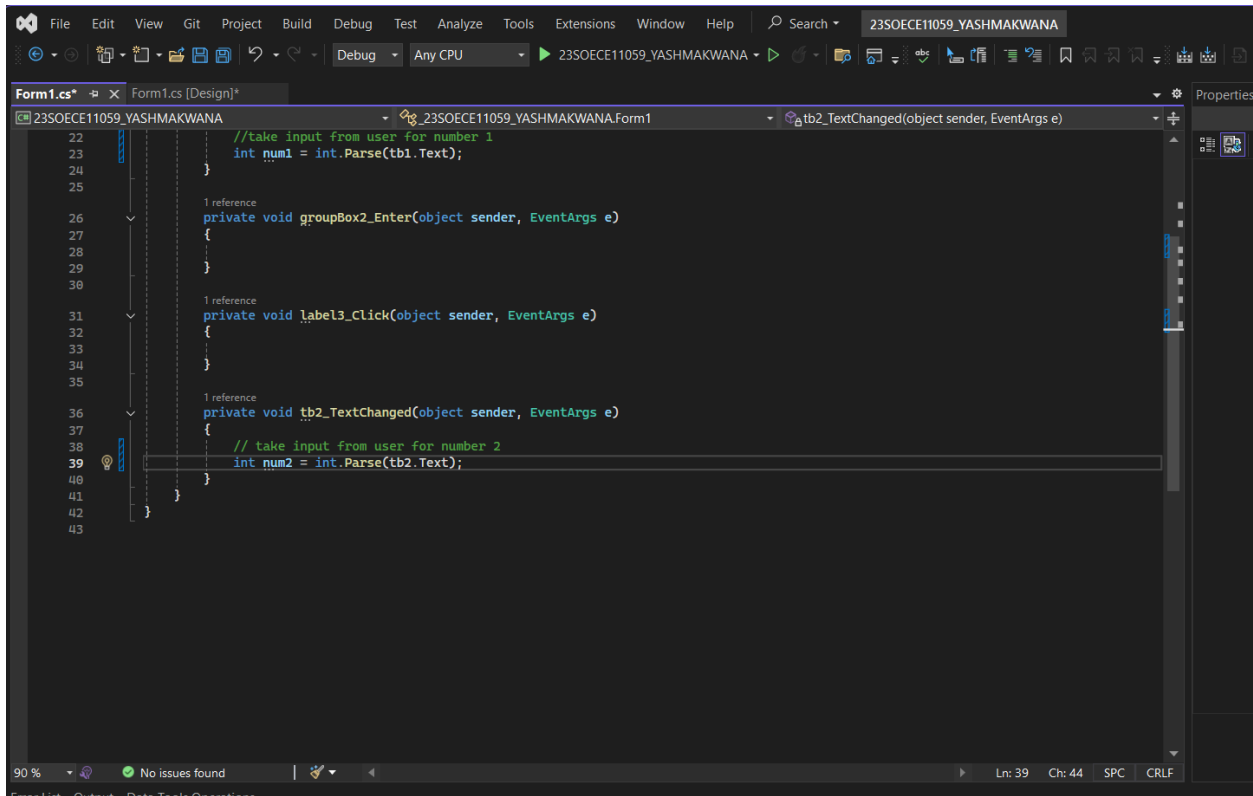 File Edit View Git Project Build Debug Test Analyze Tools Extensions Window Help Search 23SOECE11059_YASHMAKWANA
Debug Any CPU 23SOECE11059_YASHMAKWANA
Form1.cs* Form1.cs [Design]* Properties
23SOECE11059_YASHMAKWANA _23SOECE11059_YASHMAKWANA.Form1 tb2_TextChanged(object sender, EventArgs e)
22 //take input from user for number 1
23 int num1 = int.Parse(tb1.Text);
24 }
25
1 reference
26 private void groupBox2_Enter(object sender, EventArgs e)
27 {
28
29 }
30
1 reference
31 private void label3_Click(object sender, EventArgs e)
32 {
33
34 }
35
1 reference
36 private void tb2_TextChanged(object sender, EventArgs e)
37 {
38 // take input from user for number 2
39 int num2 = int.Parse(tb2.Text);
40 }
41 }
42 }
43
90 % No issues found Ln: 39 Ch: 44 SPC CRLF
Error List Output Data Tools Operations